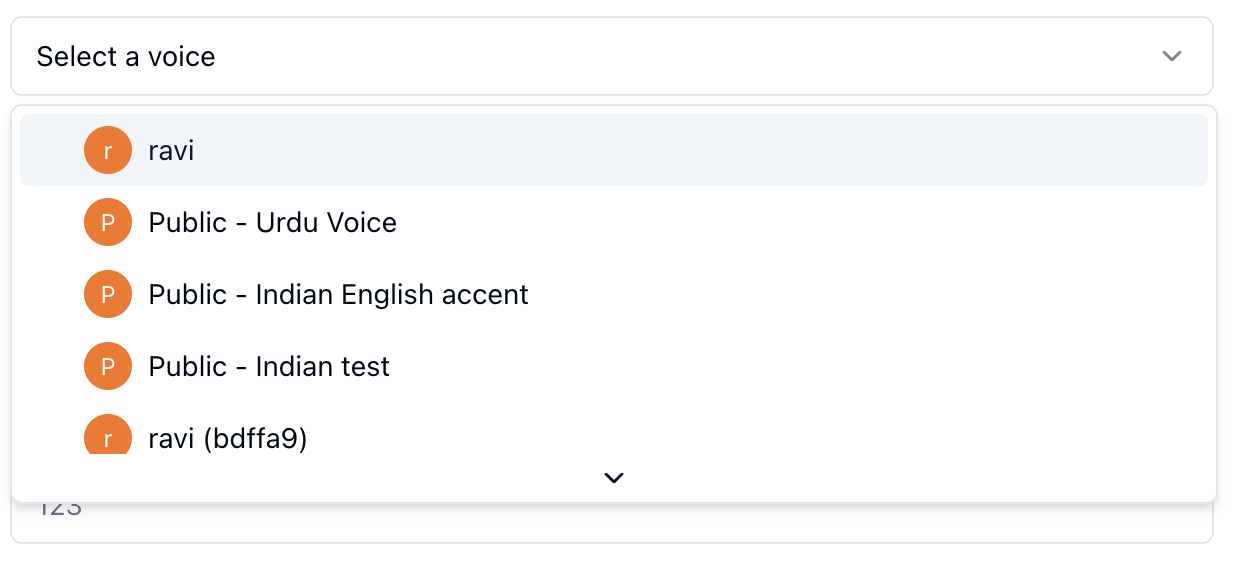 Select a voice
r ravi
P Public - Urdu Voice
P Public - Indian English accent
P Public - Indian test
r ravi (bdffa9)
123